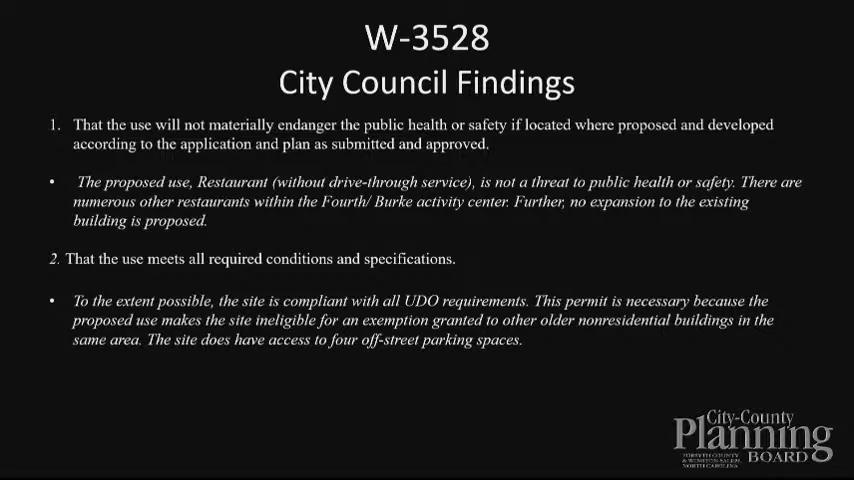 W-3528
City Council Findings
1. That the use will not materially endanger the public health or safety if located where proposed and developed
according to the application and plan as submitted and approved.
• The proposed use, Restaurant (without drive-through service), is not a threat to public health or safety. There are
numerous other restaurants within the Fourth/ Burke activity center. Further, no expansion to the existing
building is proposed.
2. That the use meets all required conditions and specifications.
• To the extent possible, the site is compliant with all UDO requirements. This permit is necessary because the
proposed use makes the site ineligible for an exemption granted to other older nonresidential buildings in the
same area. The site does have access to four off-street parking spaces.
City-County
Planning
FORSYTH COUNTY
& WINSTON-SALEM,
NORTH CAROLINA
BOARD